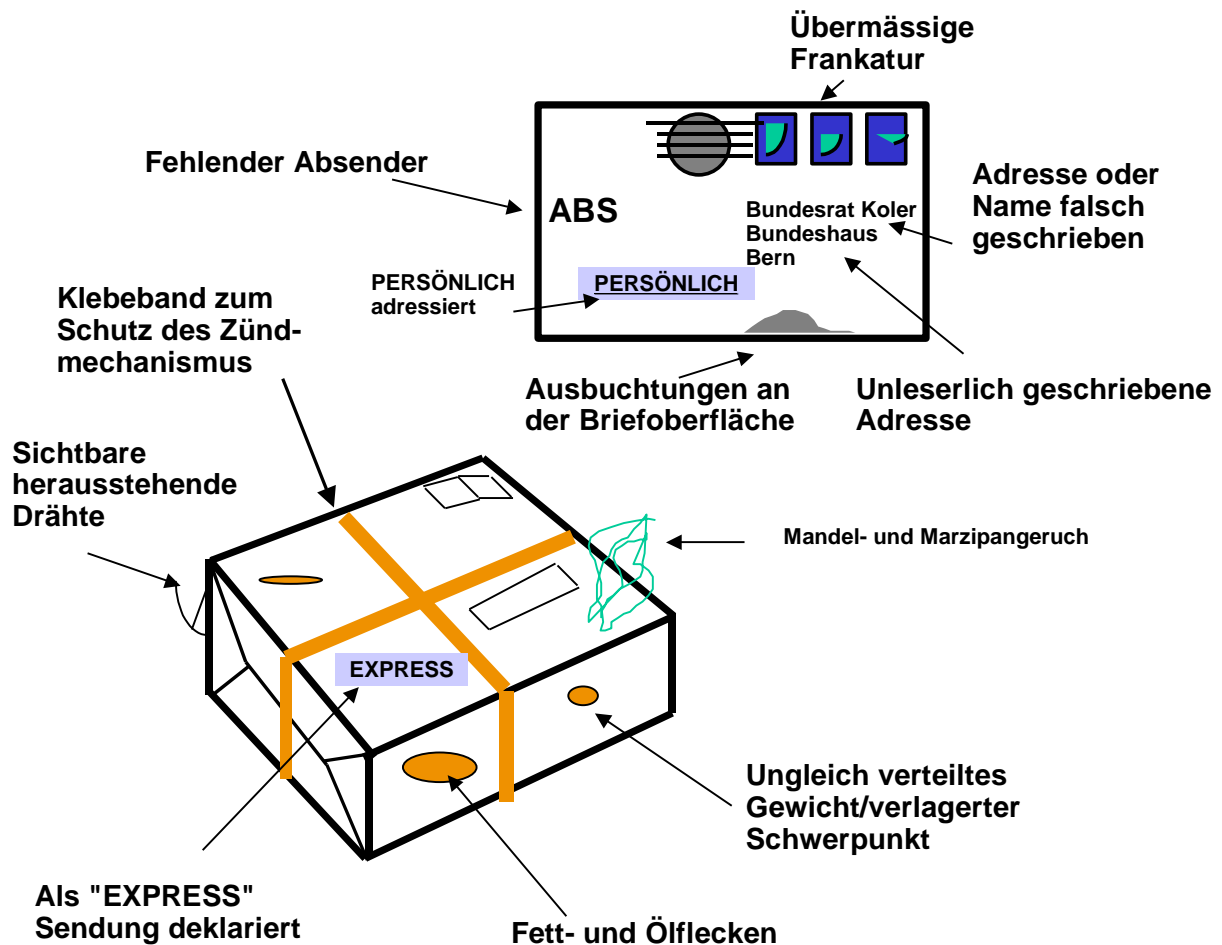 Übermässige
Frankatur
Fehlender Absender
ABS
Bundesrat Koler
Bundeshaus
Bern
Adresse oder
Name falsch
geschrieben
PERSÖNLICH
adressiert
PERSÖNLICH
Klebeband zum
Schutz des Zünd-
mechanismus
Ausbuchtungen an
der Briefoberfläche
Unleserlich geschriebene
Adresse
Sichtbare
herausstehende
Drähte
Mandel- und Marzipangeruch
EXPRESS
Ungleich verteiltes
Gewicht/verlagerter
Schwerpunkt
Als "EXPRESS"
Sendung deklariert
Fett- und Ölflecken